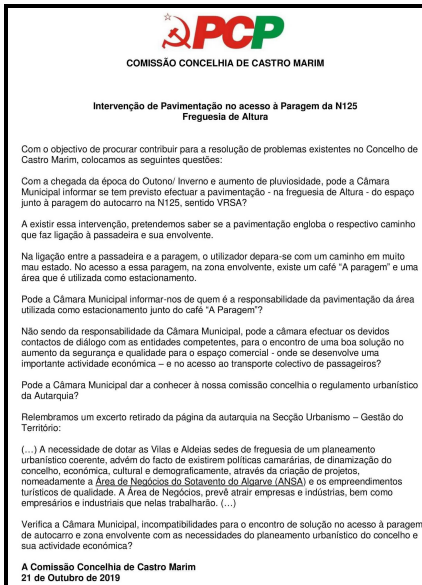 PCP
COMISSÃO CONCELHIA DE CASTRO MARIM
Intervenção de Pavimentação no acesso à Paragem da N125
Freguesia de Altura
Com o objectivo de procurar contribuir para a resolução de problemas existentes no Concelho de
Castro Marim, colocamos as seguintes questões:
Com a chegada da época do Outono/ Inverno e aumento de pluviosidade, pode a Câmara
Municipal informar se tem previsto efectuar a pavimentação - na freguesia de Altura - do espaço
junto à paragem do autocarro na N125, sentido VRSA?
A existir essa intervenção, pretendemos saber se a pavimentação engloba o respectivo caminho
que faz ligação à passadeira e sua envolvente.
Na ligação entre a passadeira e a paragem, o utilizador depara-se com um caminho em muito
mau estado. No acesso a essa paragem, na zona envolvente, existe um café “A paragem” e uma
área que é utilizada como estacionamento.
Pode a Câmara Municipal informar-nos de quem é a responsabilidade da pavimentação da área
utilizada como estacionamento junto do café “A Paragem”?
Não sendo da responsabilidade da Câmara Municipal, pode a câmara efectuar os devidos
contactos de diálogo com as entidades competentes, para o encontro de uma boa solução no
aumento da segurança e qualidade para o espaço comercial - onde se desenvolve uma
importante actividade económica – e no acesso ao transporte colectivo de passageiros?
Pode a Câmara Municipal dar a conhecer à nossa comissão concelhia o regulamento urbanístico
da Autarquia?
Relembramos um excerto retirado da página da autarquia na Secção Urbanismo – Gestão do
Território:
(…) A necessidade de dotar as Vilas e Aldeias sedes de freguesia de um planeamento
urbanístico coerente, advém do facto de existirem políticas camarárias, de dinamização do
concelho, económica, cultural e demograficamente, através da criação de projetos,
nomeadamente a Área de Negócios do Sotavento do Algarve (ANSA) e os empreendimentos
turísticos de qualidade. A Área de Negócios, prevê atrair empresas e indústrias, bem como
empresários e industriais que nelas trabalharão. (…)
Verifica a Câmara Municipal, incompatibilidades para o encontro de solução no acesso à paragem
de autocarro e zona envolvente com as necessidades do planeamento urbanístico do concelho e
sua actividade económica?
A Comissão Concelhia de Castro Marim
21 de Outubro de 2019